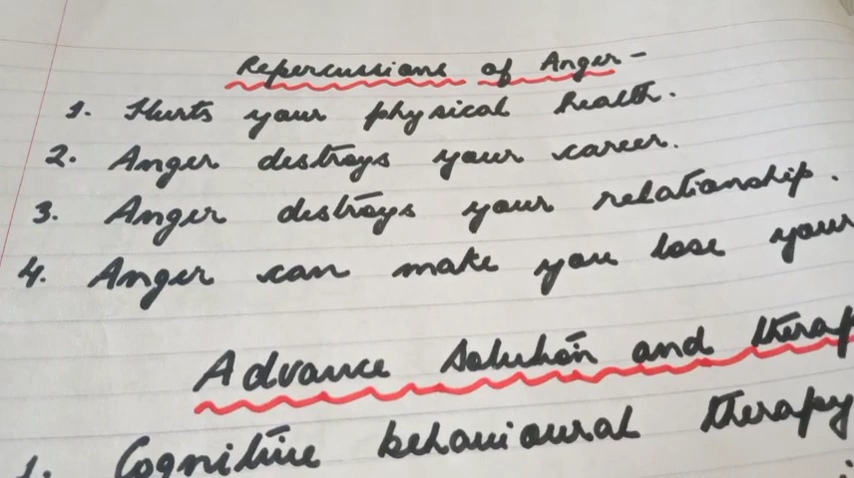 Repercussions of Anger -
1. Hurts your physical health.
2. Anger destroys your career.
3. Anger destroys your relationship.
4. Anger can make you lose your
Advance solution and therap
1. Cognitive behavioural therapy